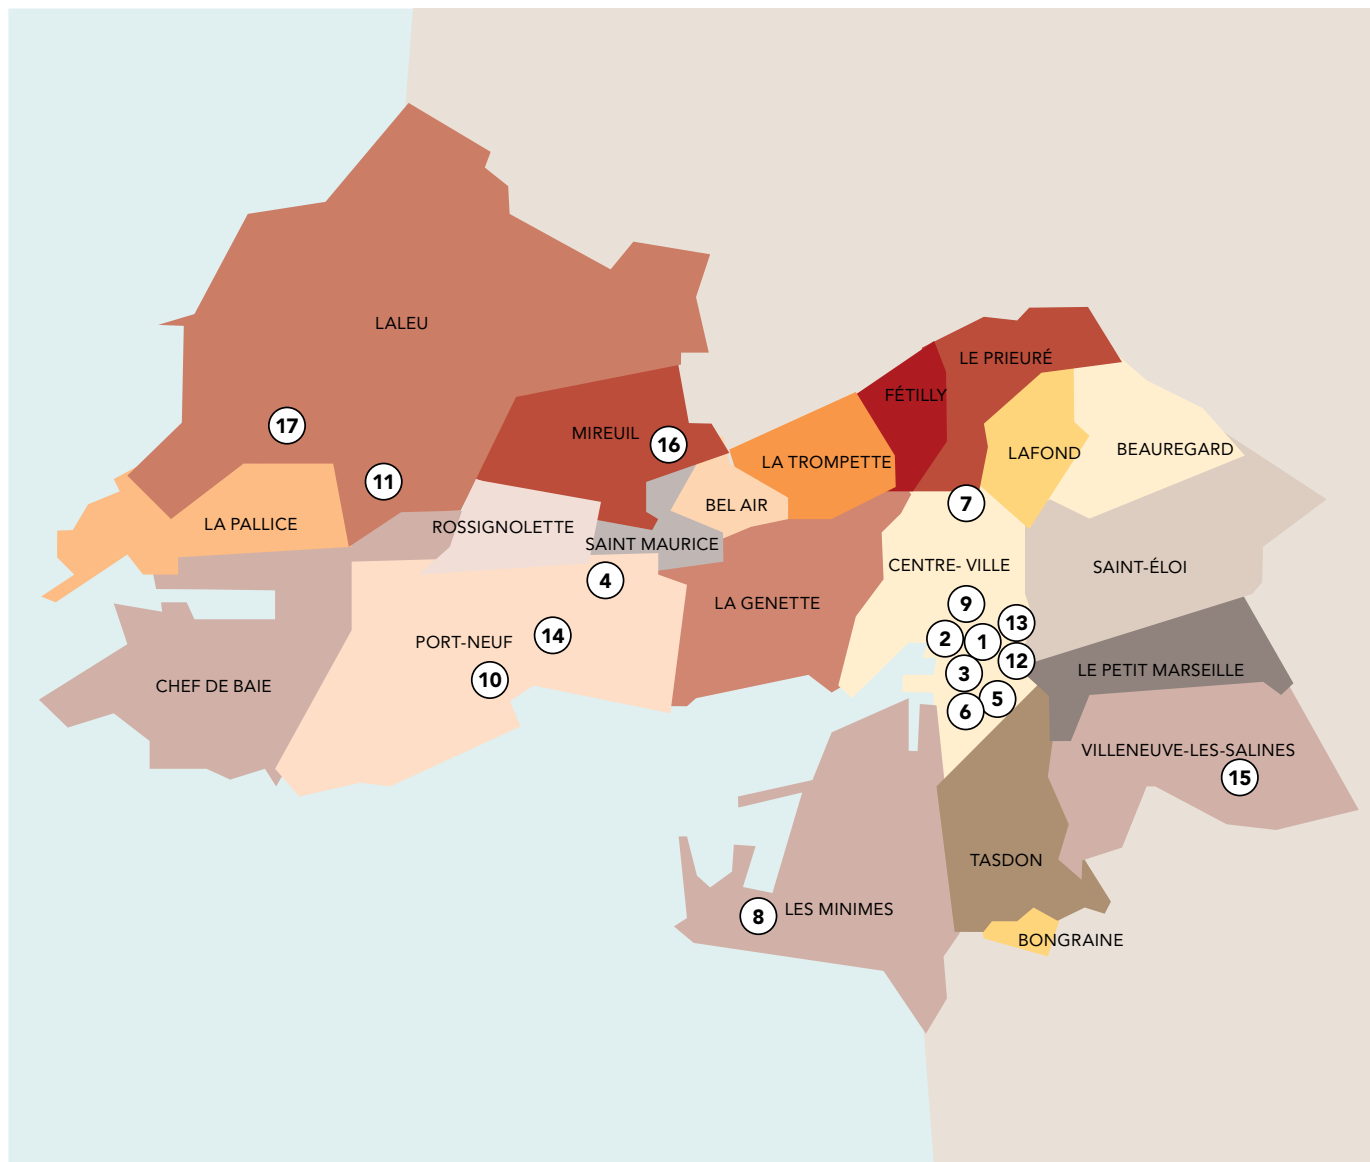 LALEU
LE PRIEURÉ
FÉTILLY
17
MIREUIL
16
LA TROMPETTE
LAFOND
BEAUREGARD
11
LA PALLICE
ROSSIGNOLETTE
BEL AIR
7
SAINT MAURICE
4
CENTRE- VILLE
SAINT-ÉLOI
LA GENETTE
9
PORT-NEUF
14
2
1
13
10
3
12
CHEF DE BAIE
LE PETIT MARSEILLE
6
5
VILLENEUVE-LES-SALINES
15
TASDON
8
LES MINIMES
BONGRAINE